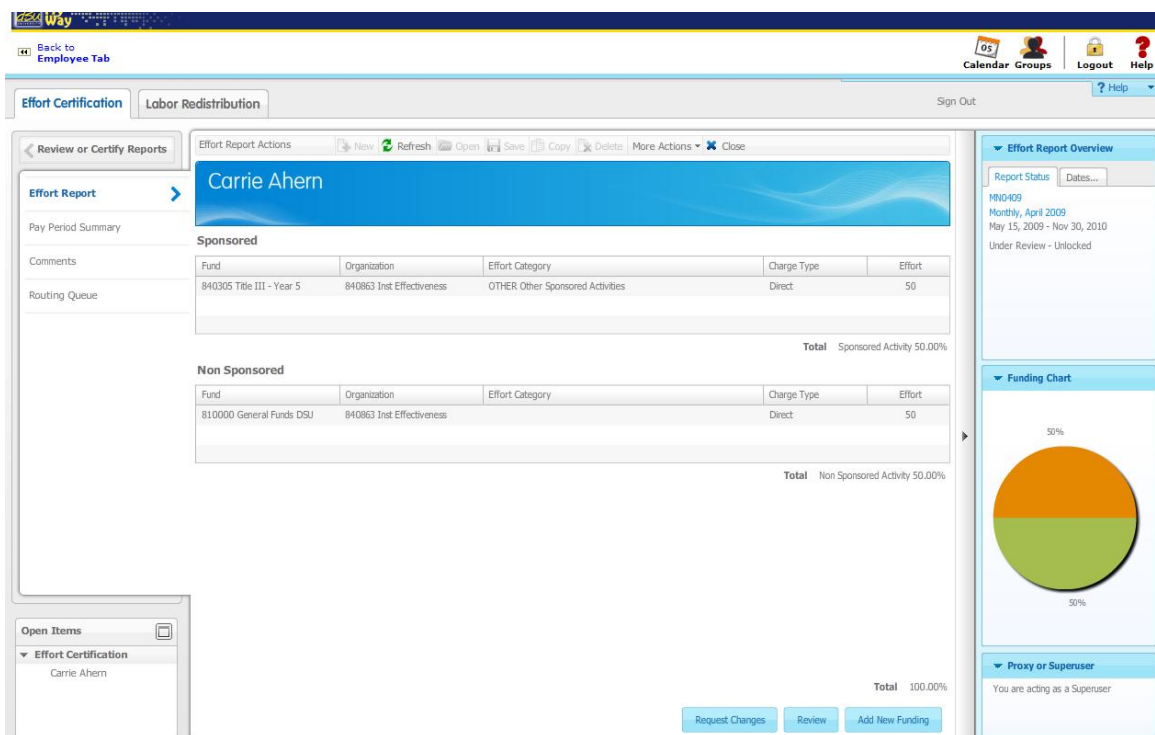 DSU Way
Back to
Employee Tab
05
Calendar Groups Logout Help
? Help
Effort Certification Labor Redistribution Sign Out
Review or Certify Reports
Effort Report
Pay Period Summary
Comments
Routing Queue
Effort Report Actions New Refresh Open Save Copy Delete More Actions Close
Carrie Ahern
Sponsored
Fund Organization Effort Category Charge Type Effort
840305 Title III - Year 5 840863 Inst Effectiveness OTHER Other Sponsored Activities Direct 50
Total Sponsored Activity 50.00%
Non Sponsored
Fund Organization Effort Category Charge Type Effort
810000 General Funds DSU 840863 Inst Effectiveness Direct 50
Total Non Sponsored Activity 50.00%
Total 100.00%
Request Changes Review Add New Funding
Open Items
Effort Certification
Carrie Ahern
Effort Report Overview
Report Status Dates...
MN0409
Monthly, April 2009
May 15, 2009 - Nov 30, 2010
Under Review - Unlocked
Funding Chart
50%
50%
Proxy or Superuser
You are acting as a Superuser